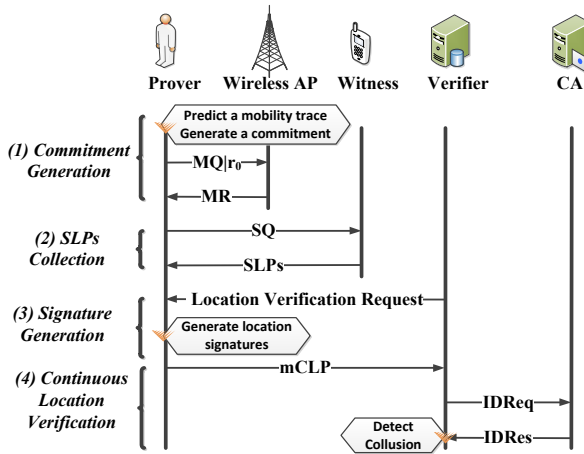 Prover
Wireless AP
Witness
Verifier
CA
Predict a mobility trace
Generate a commitment
(1) Commitment
Generation
MQ|r₀
MR
(2) SLPs
Collection
SQ
SLPs
Location Verification Request
(3) Signature
Generation
Generate location
signatures
(4) Continuous
Location
Verification
mCLP
IDReq
Detect
Collusion
IDRes